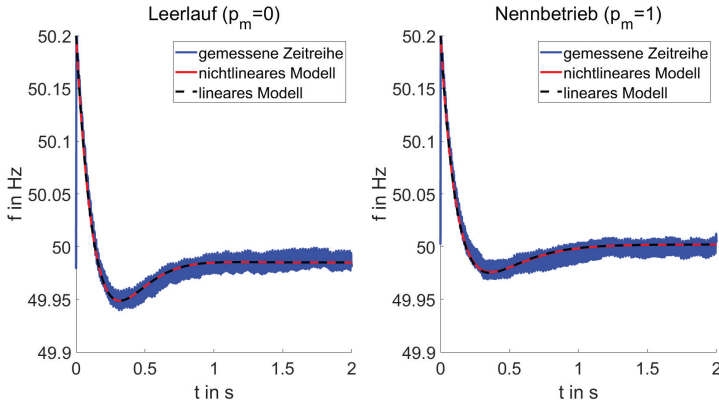 Leerlauf (pm=0)
50.2
50.15
50.1
50.05
50
49.95
49.9
f in Hz
gemessene Zeitreihe
nichtlineares Modell
lineares Modell
0
0.5
1
1.5
2
t in s
Nennbetrieb (pm=1)
50.2
50.15
50.1
50.05
50
49.95
49.9
f in Hz
gemessene Zeitreihe
nichtlineares Modell
lineares Modell
0
0.5
1
1.5
2
t in s